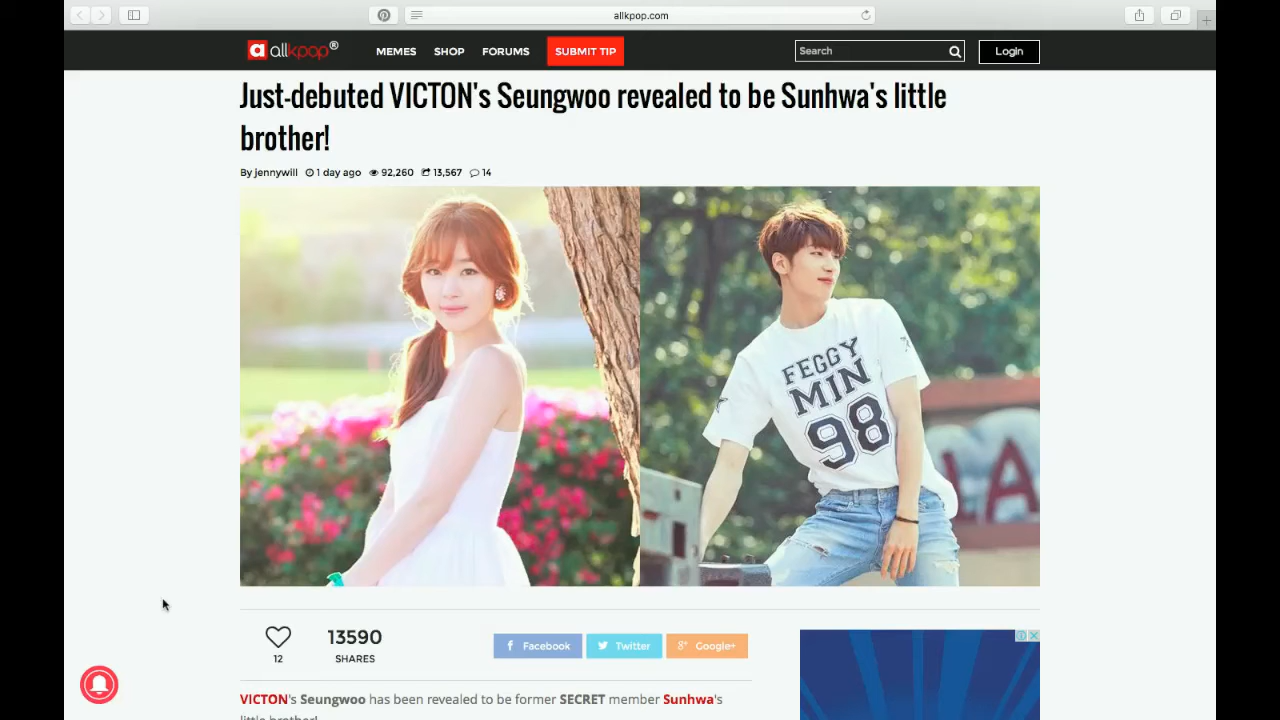 allkpop.com
allkpop®
MEMES SHOP FORUMS SUBMIT TIP Search Login
Just-debuted VICTON's Seungwoo revealed to be Sunhwa's little
brother!
By jennywill 1 day ago 92,260 13,567 14
FEGGY
MIN
98
13590
12 SHARES
Facebook Twitter Google+
VICTON's Seungwoo has been revealed to be former SECRET member Sunhwa's
little brother!